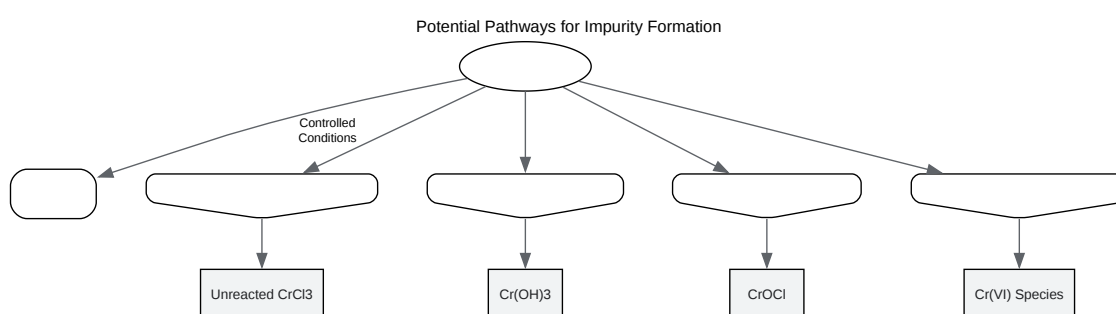 Potential Pathways for Impurity Formation
Controlled
Conditions
Unreacted CrCl3
Cr(OH)3
CrOCl
Cr(VI) Species